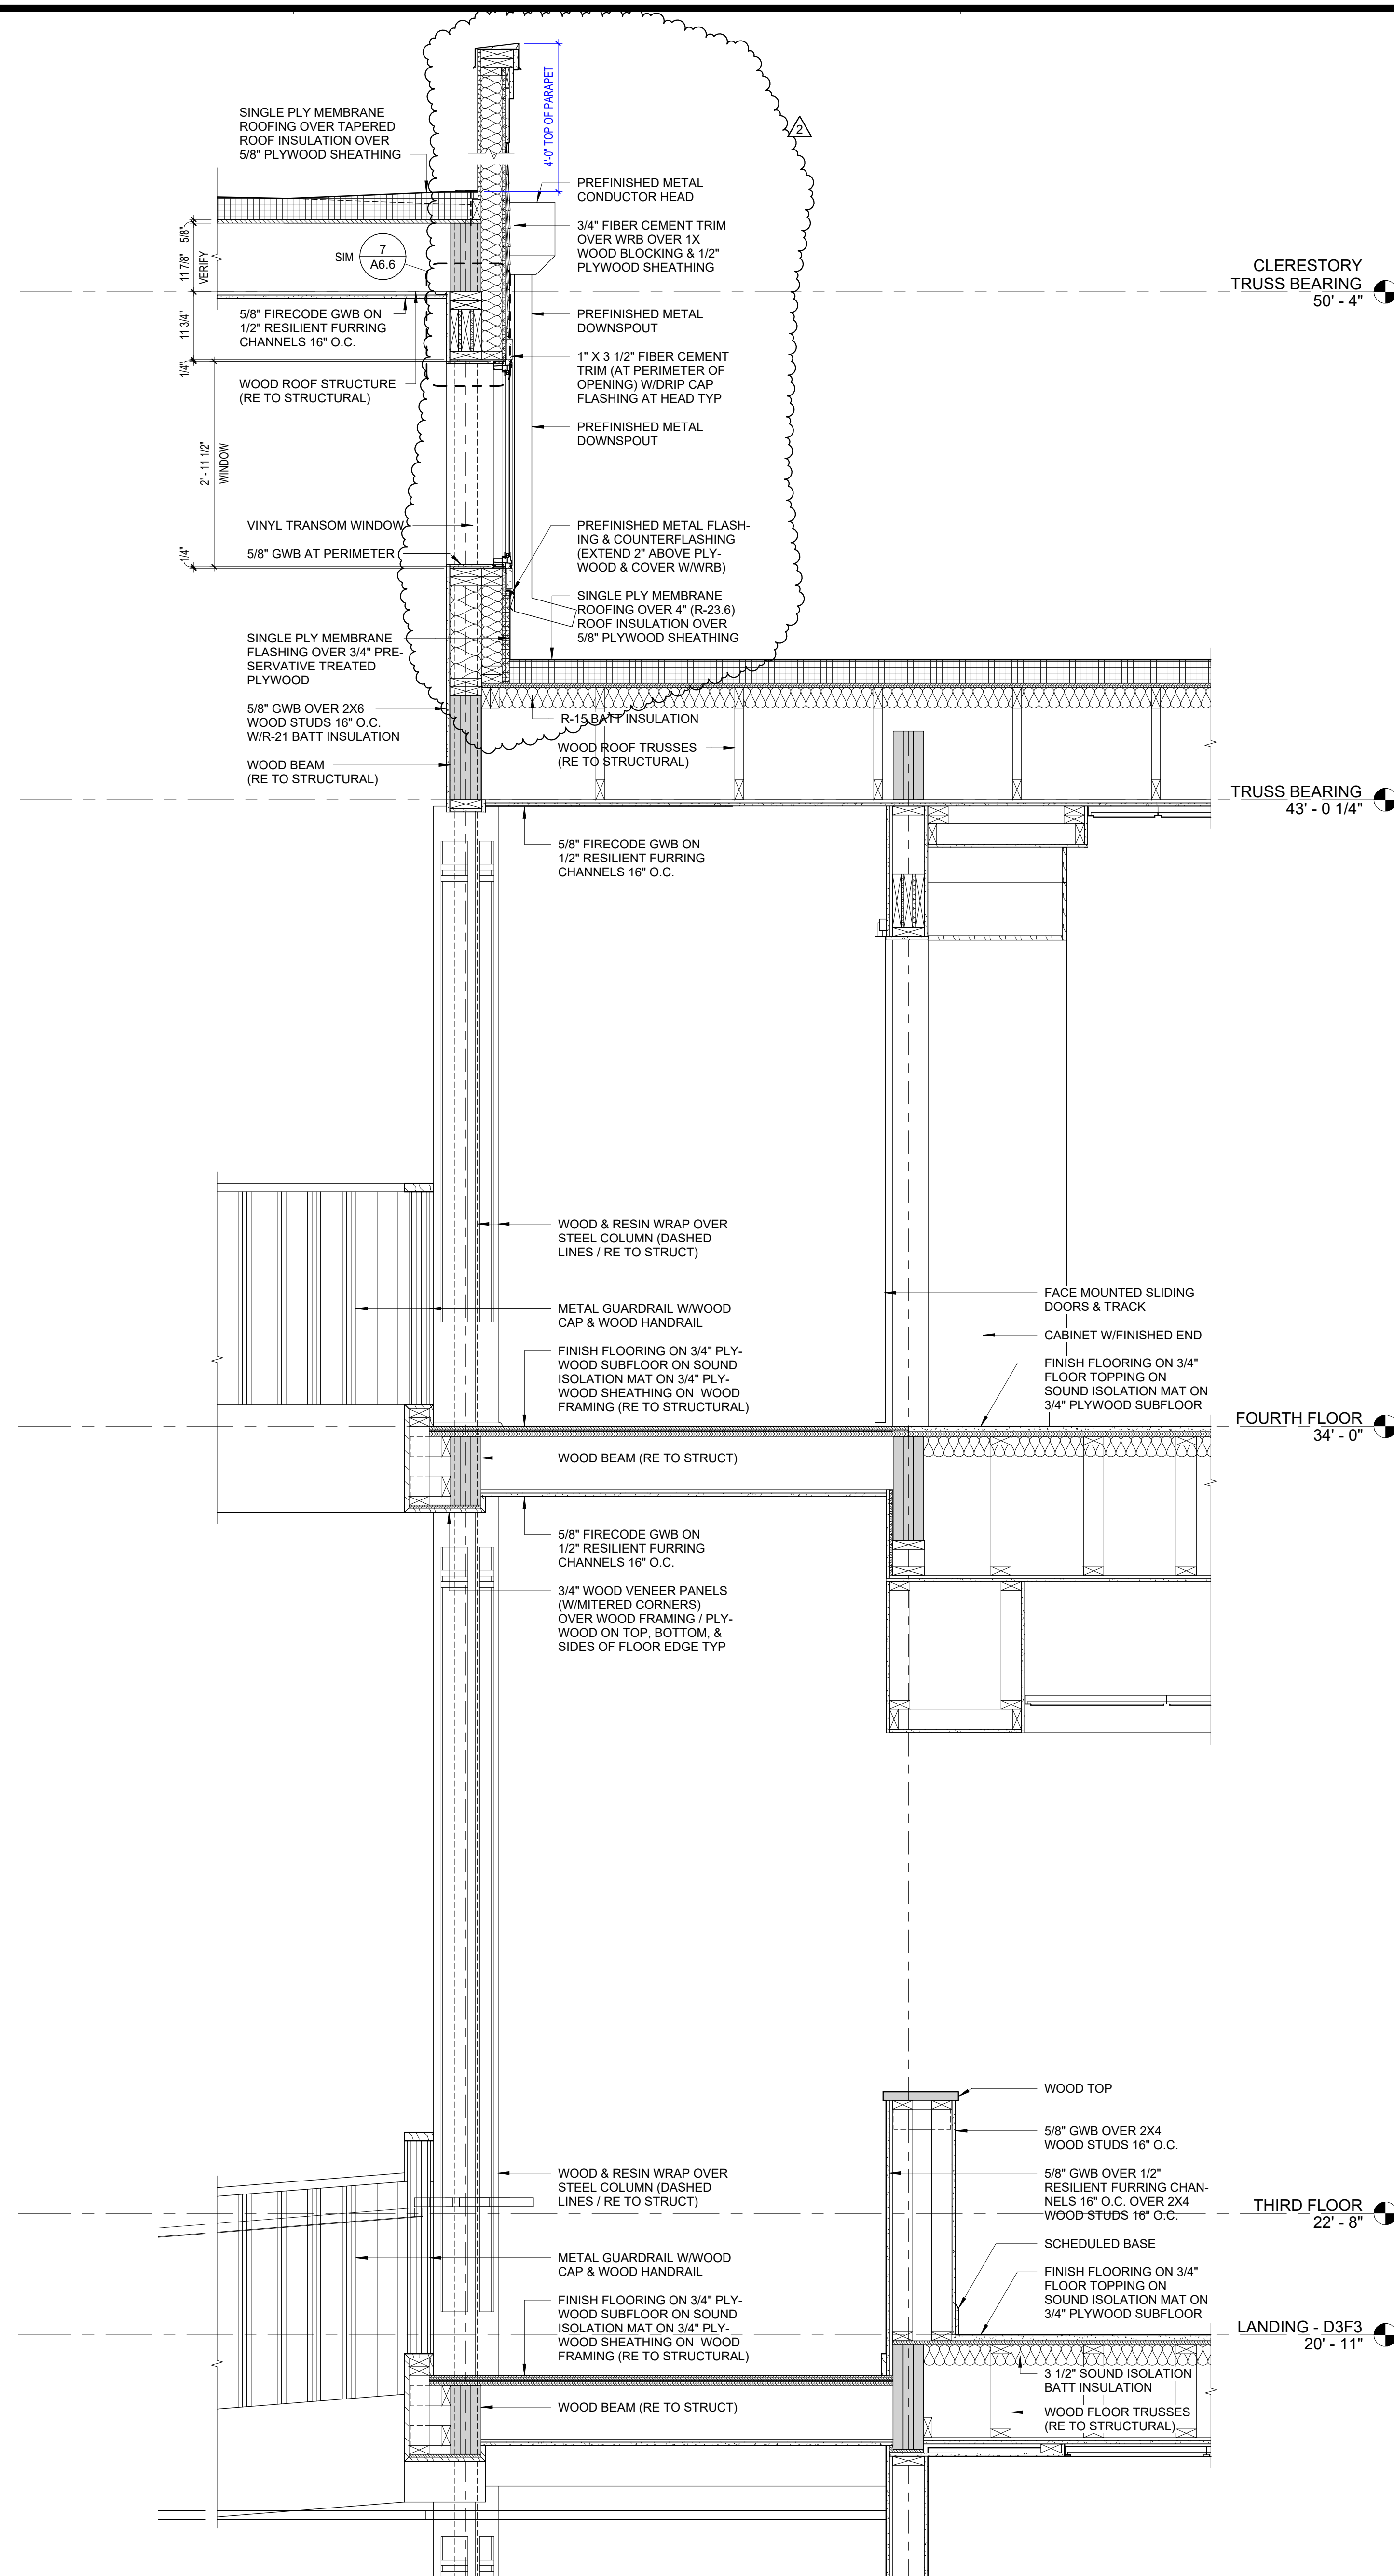 4'-0" TOP OF PARAPET
2
SINGLE PLY MEMBRANE
ROOFING OVER TAPERED
ROOF INSULATION OVER
5/8" PLYWOOD SHEATHING
PREFINISHED METAL
CONDUCTOR HEAD
3/4" FIBER CEMENT TRIM
OVER WRB OVER 1X
WOOD BLOCKING & 1/2"
PLYWOOD SHEATHING
5/8"
11 7/8"
VERIFY
SIM
7
A6.6
CLERESTORY
TRUSS BEARING
50' - 4"
11 3/4"
5/8" FIRECODE GWB ON
1/2" RESILIENT FURRING
CHANNELS 16" O.C.
PREFINISHED METAL
DOWNSPOUT
1" X 3 1/2" FIBER CEMENT
TRIM (AT PERIMETER OF
OPENING) W/DRIP CAP
FLASHING AT HEAD TYP
1/4"
WOOD ROOF STRUCTURE
(RE TO STRUCTURAL)
PREFINISHED METAL
DOWNSPOUT
2' - 11 1/2"
WINDOW
VINYL TRANSOM WINDOW
5/8" GWB AT PERIMETER
1/4"
PREFINISHED METAL FLASH-
ING & COUNTERFLASHING
(EXTEND 2" ABOVE PLY-
WOOD & COVER W/WRB)
SINGLE PLY MEMBRANE
ROOFING OVER 4" (R-23.6)
ROOF INSULATION OVER
5/8" PLYWOOD SHEATHING
SINGLE PLY MEMBRANE
FLASHING OVER 3/4" PRE-
SERVATIVE TREATED
PLYWOOD
5/8" GWB OVER 2X6
WOOD STUDS 16" O.C.
W/R-21 BATT INSULATION
WOOD BEAM
(RE TO STRUCTURAL)
R-15 BATT INSULATION
WOOD ROOF TRUSSES
(RE TO STRUCTURAL)
TRUSS BEARING
43' - 0 1/4"
5/8" FIRECODE GWB ON
1/2" RESILIENT FURRING
CHANNELS 16" O.C.
WOOD & RESIN WRAP OVER
STEEL COLUMN (DASHED
LINES / RE TO STRUCT)
METAL GUARDRAIL W/WOOD
CAP & WOOD HANDRAIL
FINISH FLOORING ON 3/4" PLY-
WOOD SUBFLOOR ON SOUND
ISOLATION MAT ON 3/4" PLY-
WOOD SHEATHING ON WOOD
FRAMING (RE TO STRUCTURAL)
FACE MOUNTED SLIDING
DOORS & TRACK
CABINET W/FINISHED END
FINISH FLOORING ON 3/4"
FLOOR TOPPING ON
SOUND ISOLATION MAT ON
3/4" PLYWOOD SUBFLOOR
FOURTH FLOOR
34' - 0"
WOOD BEAM (RE TO STRUCT)
5/8" FIRECODE GWB ON
1/2" RESILIENT FURRING
CHANNELS 16" O.C.
3/4" WOOD VENEER PANELS
(W/MITERED CORNERS)
OVER WOOD FRAMING / PLY-
WOOD ON TOP, BOTTOM, &
SIDES OF FLOOR EDGE TYP
WOOD TOP
5/8" GWB OVER 2X4
WOOD STUDS 16" O.C.
5/8" GWB OVER 1/2"
RESILIENT FURRING CHAN-
NELS 16" O.C. OVER 2X4
WOOD STUDS 16" O.C.
WOOD & RESIN WRAP OVER
STEEL COLUMN (DASHED
LINES / RE TO STRUCT)
THIRD FLOOR
22' - 8"
METAL GUARDRAIL W/WOOD
CAP & WOOD HANDRAIL
SCHEDULED BASE
FINISH FLOORING ON 3/4"
FLOOR TOPPING ON
SOUND ISOLATION MAT ON
3/4" PLYWOOD SUBFLOOR
FINISH FLOORING ON 3/4" PLY-
WOOD SUBFLOOR ON SOUND
ISOLATION MAT ON 3/4" PLY-
WOOD SHEATHING ON WOOD
FRAMING (RE TO STRUCTURAL)
LANDING - D3F3
20' - 11"
3 1/2" SOUND ISOLATION
BATT INSULATION
WOOD BEAM (RE TO STRUCT)
WOOD FLOOR TRUSSES
(RE TO STRUCTURAL)